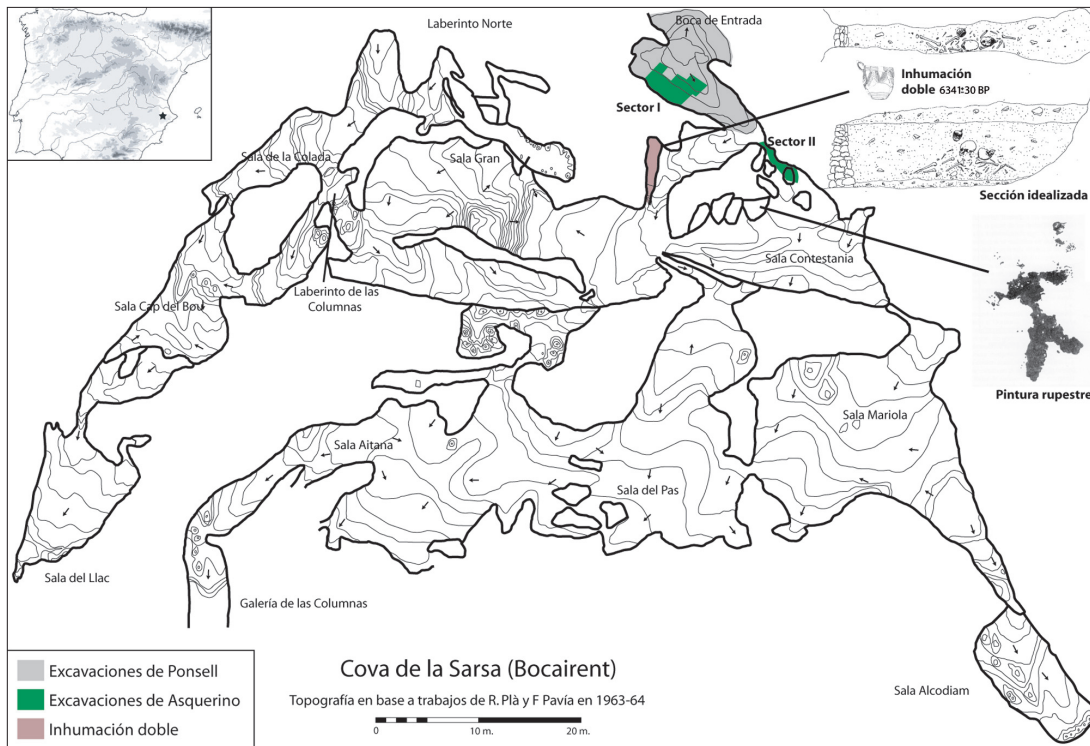 Laberinto Norte
Boca de Entrada
Inhumación
doble 6341±30 BP
Sector I
Sector II
Sala de la Colada
Sala Gran
Sección idealizada
Sala Contestania
Laberinto de las
Columnas
Sala Cap del Bou
Pintura rupestre
Sala Mariola
Sala Aitana
Sala del Pas
Sala del Llac
Galería de las Columnas
Sala Alcodiam
Excavaciones de Ponsell
Excavaciones de Asquerino
Inhumación doble
Cova de la Sarsa (Bocairent)
Topografía en base a trabajos de R. Plà y F Pavía en 1963-64
0 10 m. 20 m.